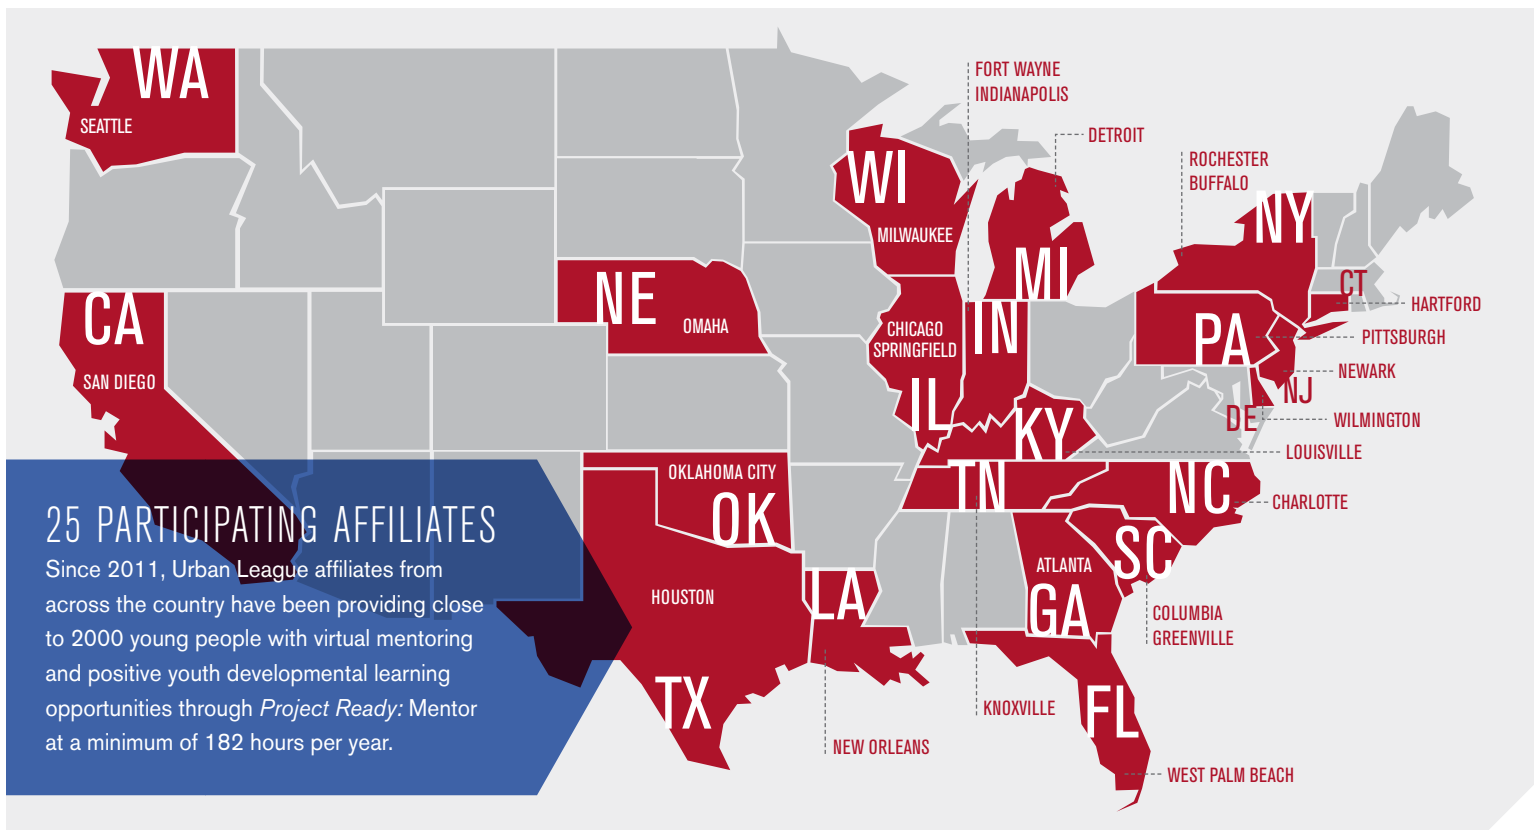 WA
SEATTLE
FORT WAYNE
INDIANAPOLIS
DETROIT
ROCHESTER
BUFFALO
WI
MILWAUKEE
NY
MI
CT
HARTFORD
NE
OMAHA
CA
SAN DIEGO
CHICAGO
SPRINGFIELD
IL
IN
PA
PITTSBURGH
NEWARK
NJ
DE
WILMINGTON
KY
LOUISVILLE
OKLAHOMA CITY
OK
TN
NC
CHARLOTTE
25 PARTICIPATING AFFILIATES
Since 2011, Urban League affiliates from
across the country have been providing close
to 2000 young people with virtual mentoring
and positive youth developmental learning
opportunities through Project Ready: Mentor
at a minimum of 182 hours per year.
HOUSTON
TX
LA
NEW ORLEANS
ATLANTA
GA
SC
COLUMBIA
GREENVILLE
KNOXVILLE
FL
WEST PALM BEACH